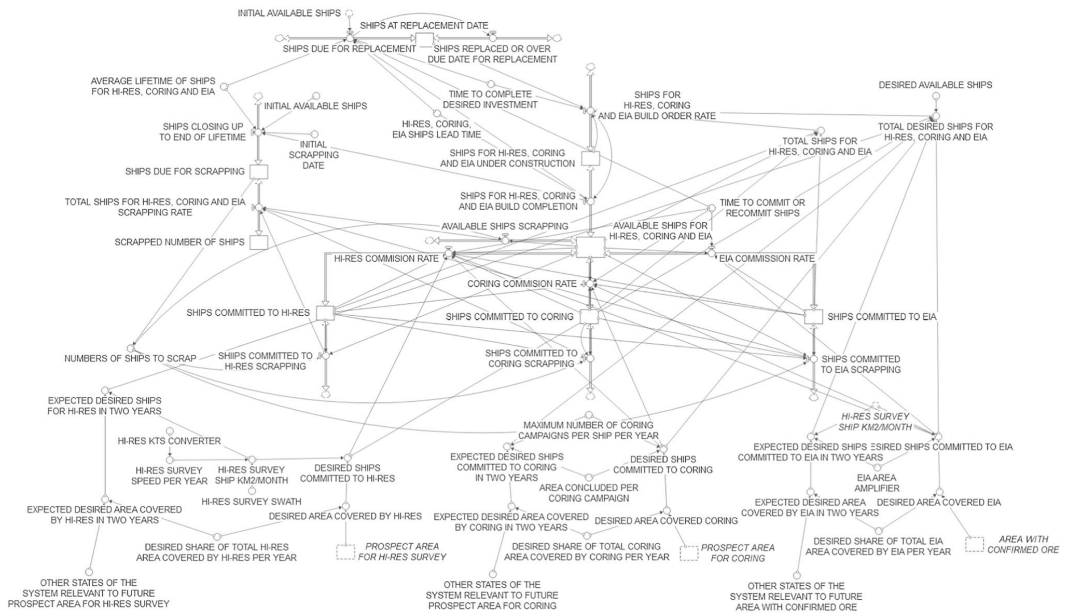 INITIAL AVAILABLE SHIPS
SHIPS AT REPLACEMENT DATE
SHIPS DUE FOR REPLACEMENT
SHIPS REPLACED OR OVER
DUE DATE FOR REPLACEMENT
AVERAGE LIFETIME OF SHIPS
FOR HI-RES, CORING AND EIA
INITIAL AVAILABLE SHIPS
TIME TO COMPLETE
DESIRED INVESTMENT
SHIPS FOR
HI-RES, CORING
AND EIA BUILD ORDER RATE
DESIRED AVAILABLE SHIPS
SHIPS CLOSING UP
TO END OF LIFETIME
INITIAL
SCRAPPING
DATE
HI-RES, CORING,
EIA SHIPS LEAD TIME
TOTAL SHIPS FOR
HI-RES, CORING AND EIA
TOTAL DESIRED SHIPS FOR
HI-RES, CORING AND EIA
SHIPS DUE FOR SCRAPPING
SHIPS FOR HI-RES, CORING
AND EIA UNDER CONSTRUCTION
TOTAL SHIPS FOR HI-RES, CORING AND EIA
SCRAPPING RATE
SHIPS FOR HI-RES, CORING
AND EIA BUILD COMPLETION
TIME TO COMMIT OR
RECOMMIT SHIPS
SCRAPPED NUMBER OF SHIPS
AVAILABLE SHIPS SCRAPPING
AVAILABLE SHIPS FOR
HI-RES, CORING AND EIA
HI-RES COMMISION RATE
EIA COMMISSION RATE
CORING COMMISION RATE
SHIPS COMMITTED TO HI-RES
SHIPS COMMITTED TO CORING
SHIPS COMMITTED TO EIA
NUMBERS OF SHIPS TO SCRAP
SHIIPS COMMITTED TO
HI-RES SCRAPPING
SHIPS COMMITTED TO
CORING SCRAPPING
SHIPS COMMITTED
TO EIA SCRAPPING
EXPECTED DESIRED SHIPS
FOR HI-RES IN TWO YEARS
MAXIMUM NUMBER OF CORING
CAMPAIGNS PER SHIP PER YEAR
HI-RES SURVEY
SHIP KM2/MONTH
HI-RES KTS CONVERTER
HI-RES SURVEY
SPEED PER YEAR
HI-RES SURVEY
SHIP KM2/MONTH
DESIRED SHIPS
COMMITTED TO HI-RES
EXPECTED DESIRED SHIPS
COMMITTED TO CORING
IN TWO YEARS
DESIRED SHIPS
COMMITTED TO CORING
EXPECTED DESIRED SHIPS
COMMITTED TO EIA IN TWO YEARS
ESIRED SHIPS COMMITTED TO EIA
HI-RES SURVEY SWATH
AREA CONCLUDED PER
CORING CAMPAIGN
EIA AREA
AMPLIFIER
EXPECTED DESIRED AREA COVERED
BY HI-RES IN TWO YEARS
DESIRED AREA COVERED BY HI-RES
EXPECTED DESIRED AREA COVERED
BY CORING IN TWO YEARS
DESIRED AREA COVERED CORING
EXPECTED DESIRED AREA
COVERED BY EIA IN TWO YEARS
DESIRED AREA COVERED EIA
DESIRED SHARE OF TOTAL HI-RES
AREA COVERED BY HI-RES PER YEAR
PROSPECT AREA
FOR HI-RES SURVEY
DESIRED SHARE OF TOTAL CORING
AREA COVERED BY CORING PER YEAR
PROSPECT AREA
FOR CORING
DESIRED SHARE OF TOTAL EIA
AREA COVERED BY EIA PER YEAR
AREA WITH
CONFIRMED ORE
OTHER STATES OF THE
SYSTEM RELEVANT TO FUTURE
PROSPECT AREA FOR HI-RES SURVEY
OTHER STATES OF THE
SYSTEM RELEVANT TO FUTURE
PROSPECT AREA FOR CORING
OTHER STATES OF THE
SYSTEM RELEVANT TO FUTURE
AREA WITH CONFIRMED ORE